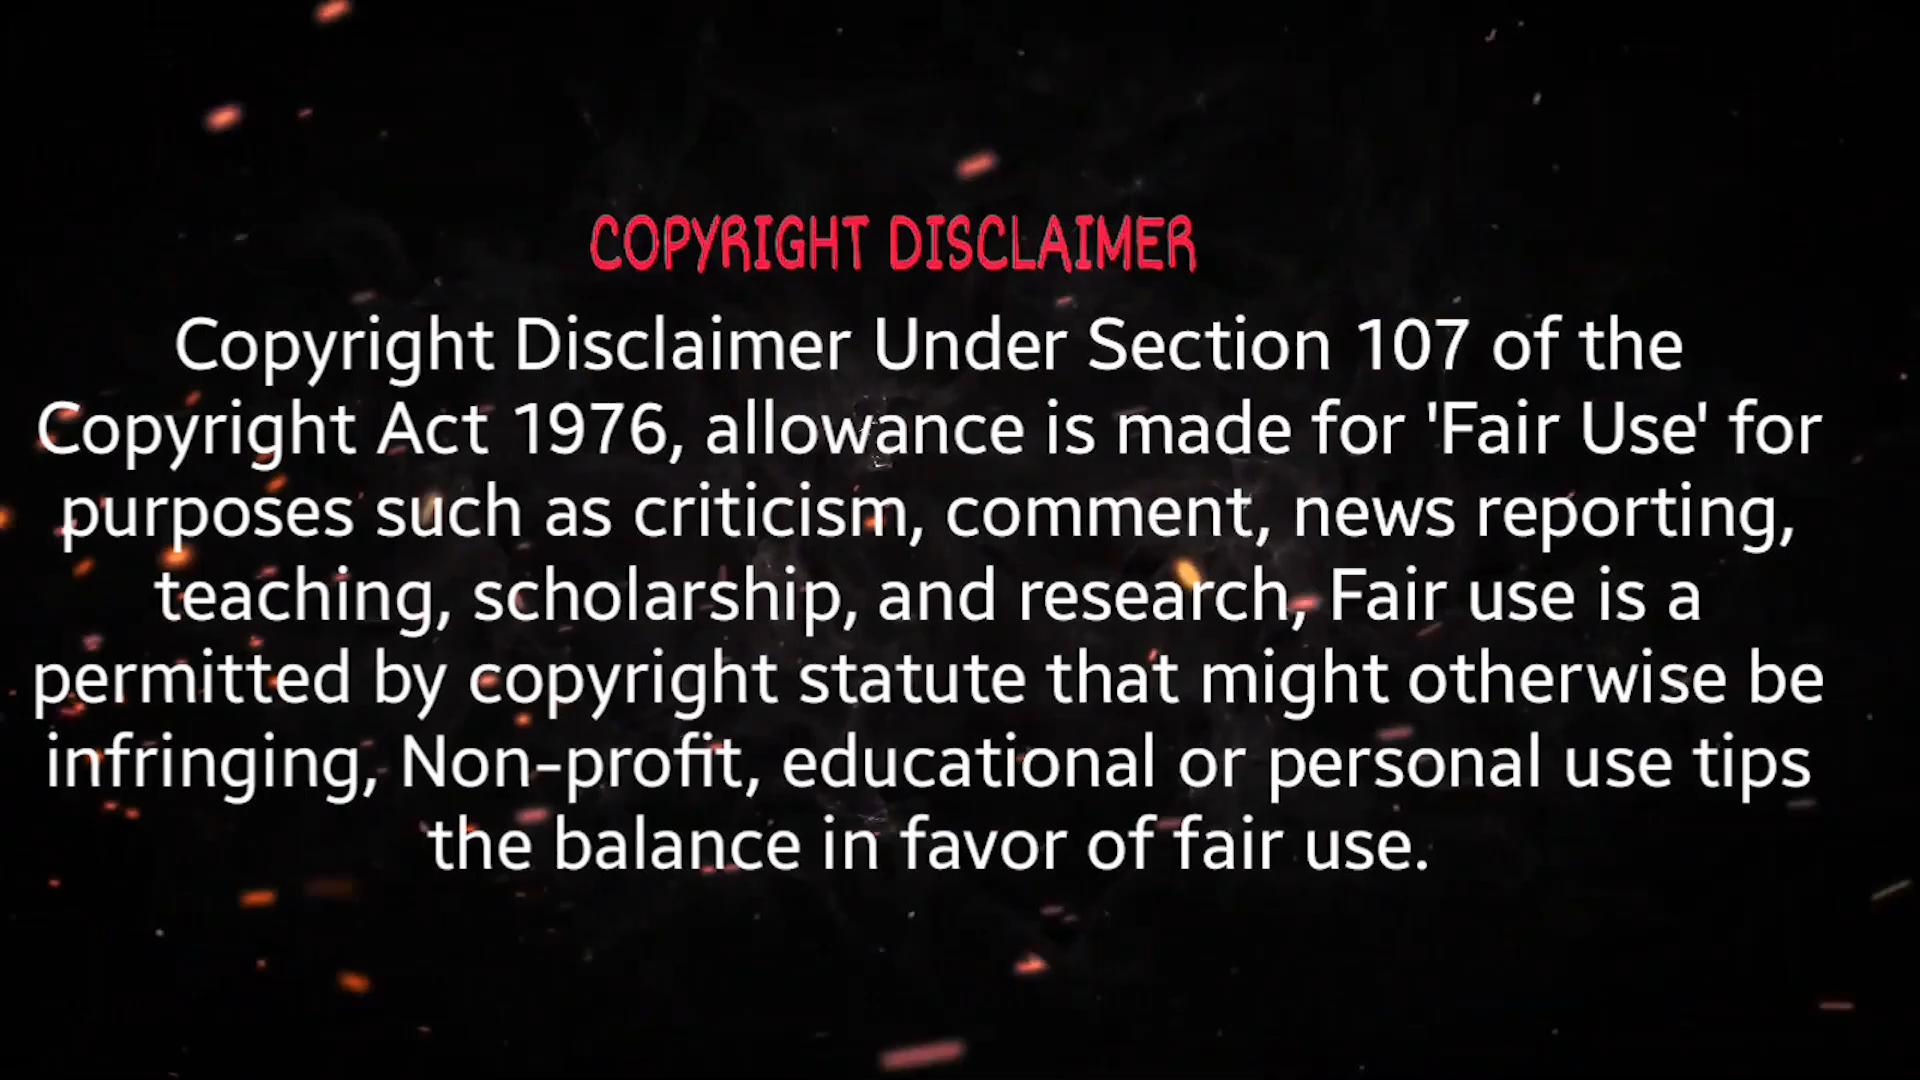 COPYRIGHT DISCLAIMER
Copyright Disclaimer Under Section 107 of the
Copyright Act 1976, allowance is made for 'Fair Use' for
purposes such as criticism, comment, news reporting,
teaching, scholarship, and research, Fair use is a
permitted by copyright statute that might otherwise be
infringing, Non-profit, educational or personal use tips
the balance in favor of fair use.